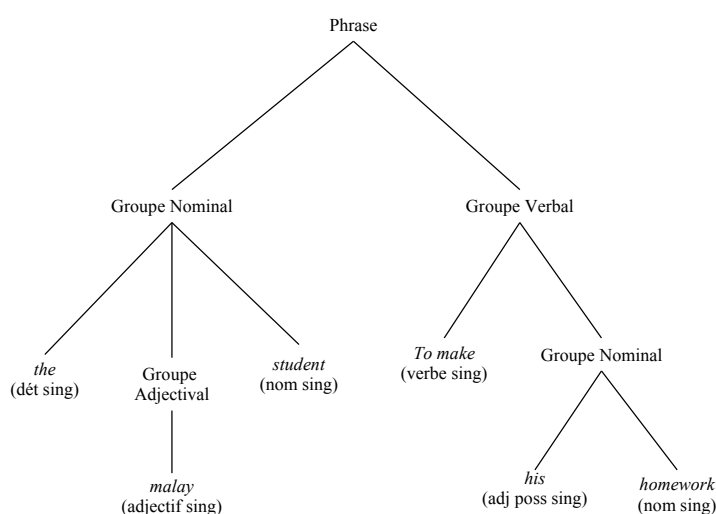 Phrase
Groupe Nominal
Groupe Verbal
the
(dét sing)
Groupe
Adjectival
student
(nom sing)
To make
(verbe sing)
Groupe Nominal
malay
(adjectif sing)
his
(adj poss sing)
homework
(nom sing)